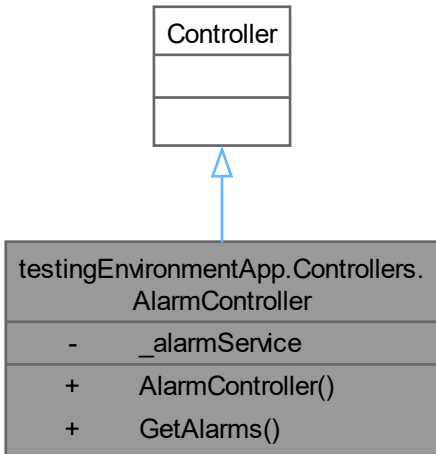 Controller
testingEnvironmentApp.Controllers.
AlarmController
- _alarmService
+ AlarmController()
+ GetAlarms()